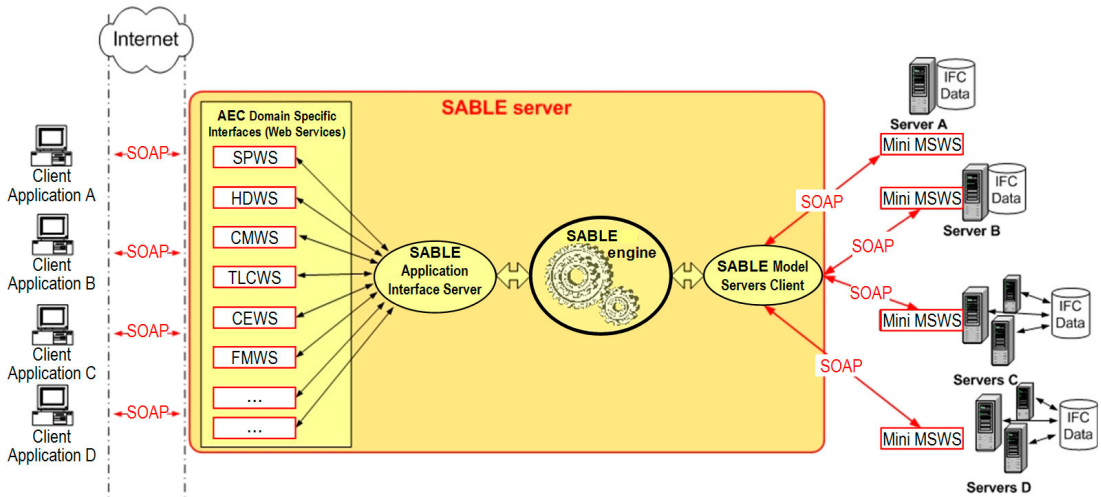 Internet
SABLE server
AEC Domain Specific
Interfaces (Web Services)
SPWS
HDWS
CMWS
TLCWS
CEWS
FMWS
...
...
Client
Application A
SOAP
Client
Application B
SOAP
Client
Application C
SOAP
Client
Application D
SOAP
SABLE
Application
Interface Server
SABLE
engine
SABLE Model
Servers Client
SOAP
SOAP
SOAP
SOAP
IFC
Data
Server A
Mini MSWS
Mini MSWS
IFC
Data
Server B
Mini MSWS
IFC
Data
Servers C
Mini MSWS
IFC
Data
Servers D